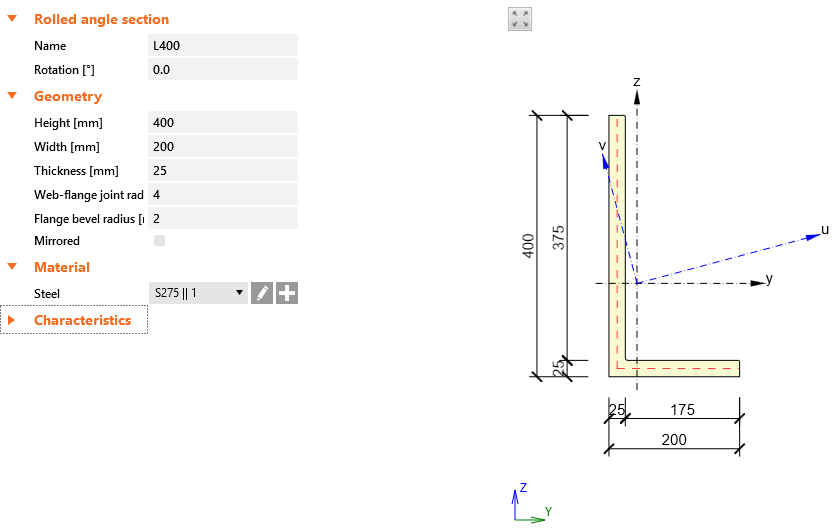 Rolled angle section
Name L400
Rotation [°] 0.0
Geometry
Height [mm] 400
Width [mm] 200
Thickness [mm] 25
Web-flange joint rad 4
Flange bevel radius [ 2
Mirrored
Material
Steel S275 || 1
Characteristics
z
v
u
400
375
y
25
25 175
200
Z
Y